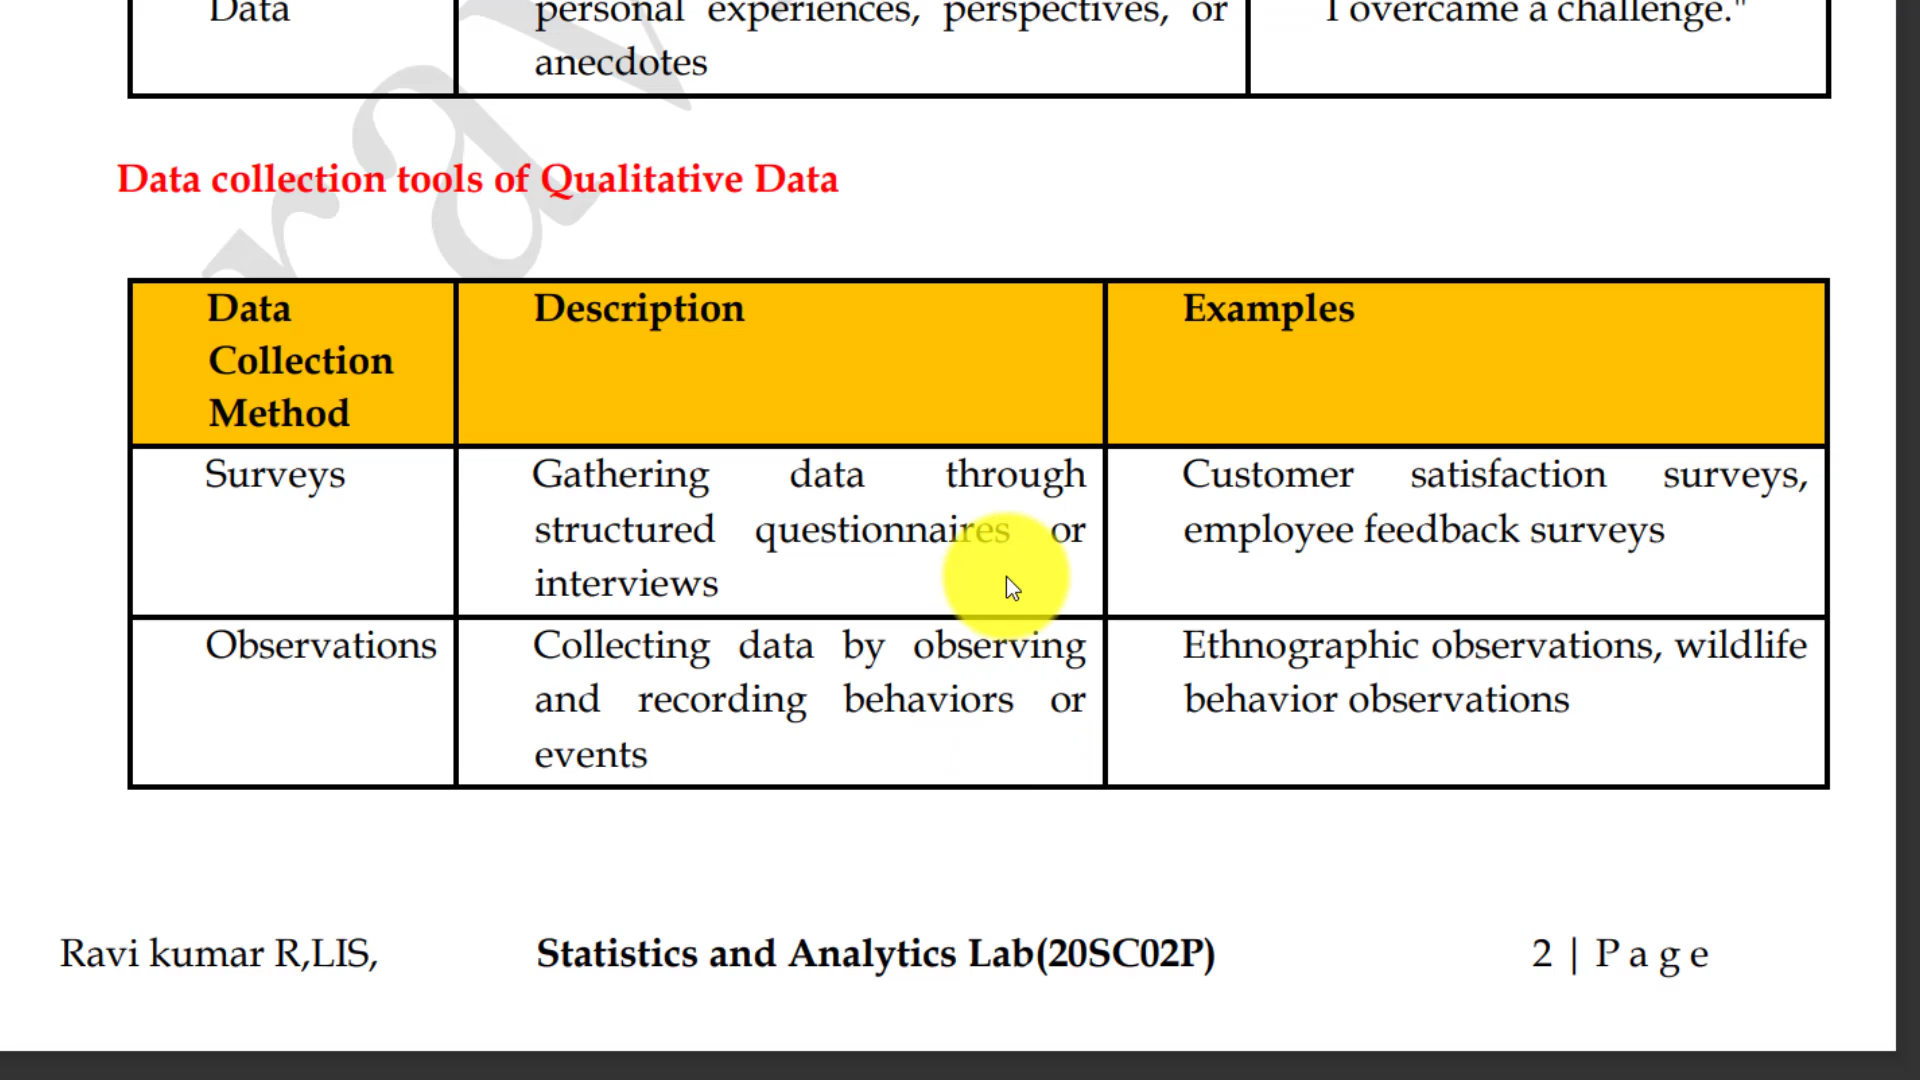 Data
personal experiences, perspectives, or
anecdotes
I overcame a challenge."
Data collection tools of Qualitative Data
Data
Collection
Method
Description
Examples
Surveys
Gathering data through
structured questionnaires or
interviews
Customer satisfaction surveys,
employee feedback surveys
Observations
Collecting data by observing
and recording behaviors or
events
Ethnographic observations, wildlife
behavior observations
Ravi kumar R,LIS,
Statistics and Analytics Lab(20SC02P)
2 | P a g e